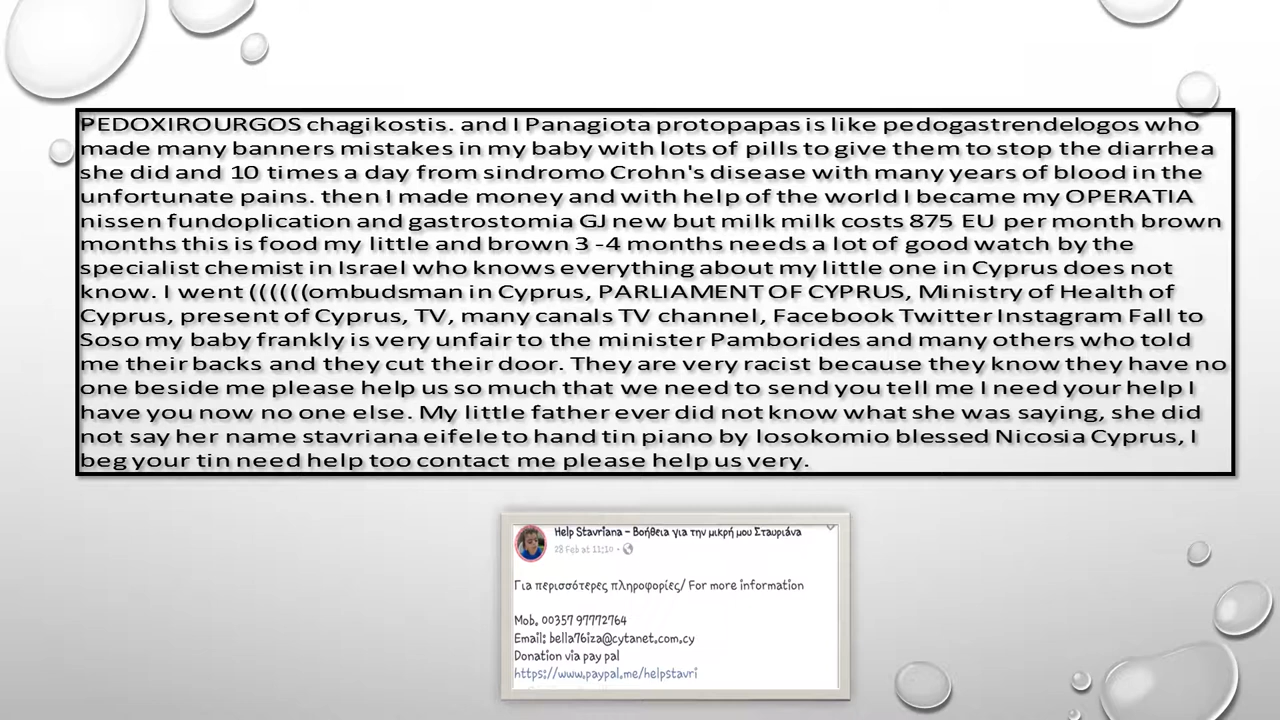 PEDOXIROURGOS chagikostis. and I Panagiota protopapas is like pedogastrendelogos who
made many banners mistakes in my baby with lots of pills to give them to stop the diarrhea
she did and 10 times a day from sindromo Crohn's disease with many years of blood in the
unfortunate pains. then I made money and with help of the world I became my OPERATIA
nissen fundoplication and gastrostomia GJ new but milk milk costs 875 EU per month brown
months this is food my little and brown 3 -4 months needs a lot of good watch by the
specialist chemist in Israel who knows everything about my little one in Cyprus does not
know. I went ((((((ombudsman in Cyprus, PARLIAMENT OF CYPRUS, Ministry of Health of
Cyprus, present of Cyprus, TV, many canals TV channel, Facebook Twitter Instagram Fall to
Soso my baby frankly is very unfair to the minister Pamborides and many others who told
me their backs and they cut their door. They are very racist because they know they have no
one beside me please help us so much that we need to send you tell me I need your help I
have you now no one else. My little father ever did not know what she was saying, she did
not say her name stavriana eifele to hand tin piano by losokomio blessed Nicosia Cyprus, I
beg your tin need help too contact me please help us very.
Help Stavriana - Βοήθεια για την μικρή μου Σταυριάνα
28 Feb at 11:10 •
Για περισσότερες πληροφορίες/ For more information
Mob. 00357 97772764
Email: bella76iza@cytanet.com.cy
Donation via pay pal
https://www.paypal.me/helpstavri